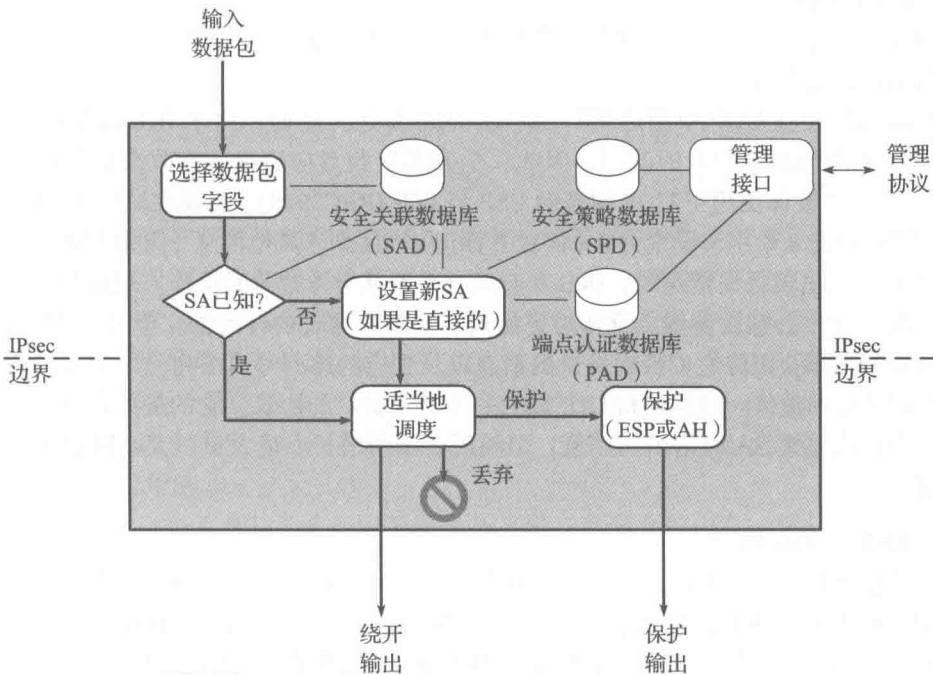 输入
数据包
选择数据包
字段
安全关联数据库
（SAD）
安全策略数据库
（SPD）
管理
接口
管理
协议
SA已知?
否
设置新SA
（如果是直接的）
端点认证数据库
（PAD）
IPsec
边界
IPsec
边界
是
适当地
调度
保护
保护
（ESP或AH）
丢弃
绕开
输出
保护
输出